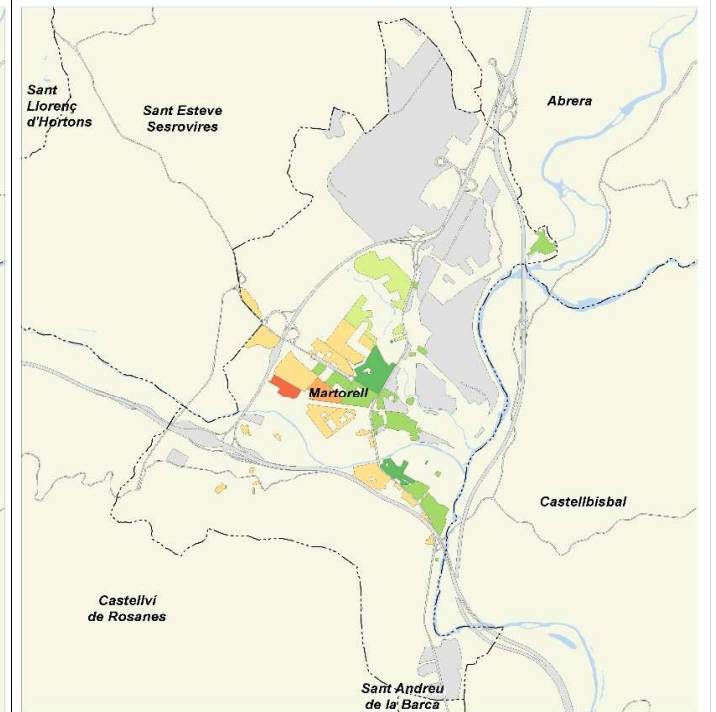 Sant
Llorenç
d'Hortons
Sant Esteve
Sesrovires
Abrera
Martorell
Castellbisbal
Castellví
de Rosanes
Sant Andreu
de la Barca